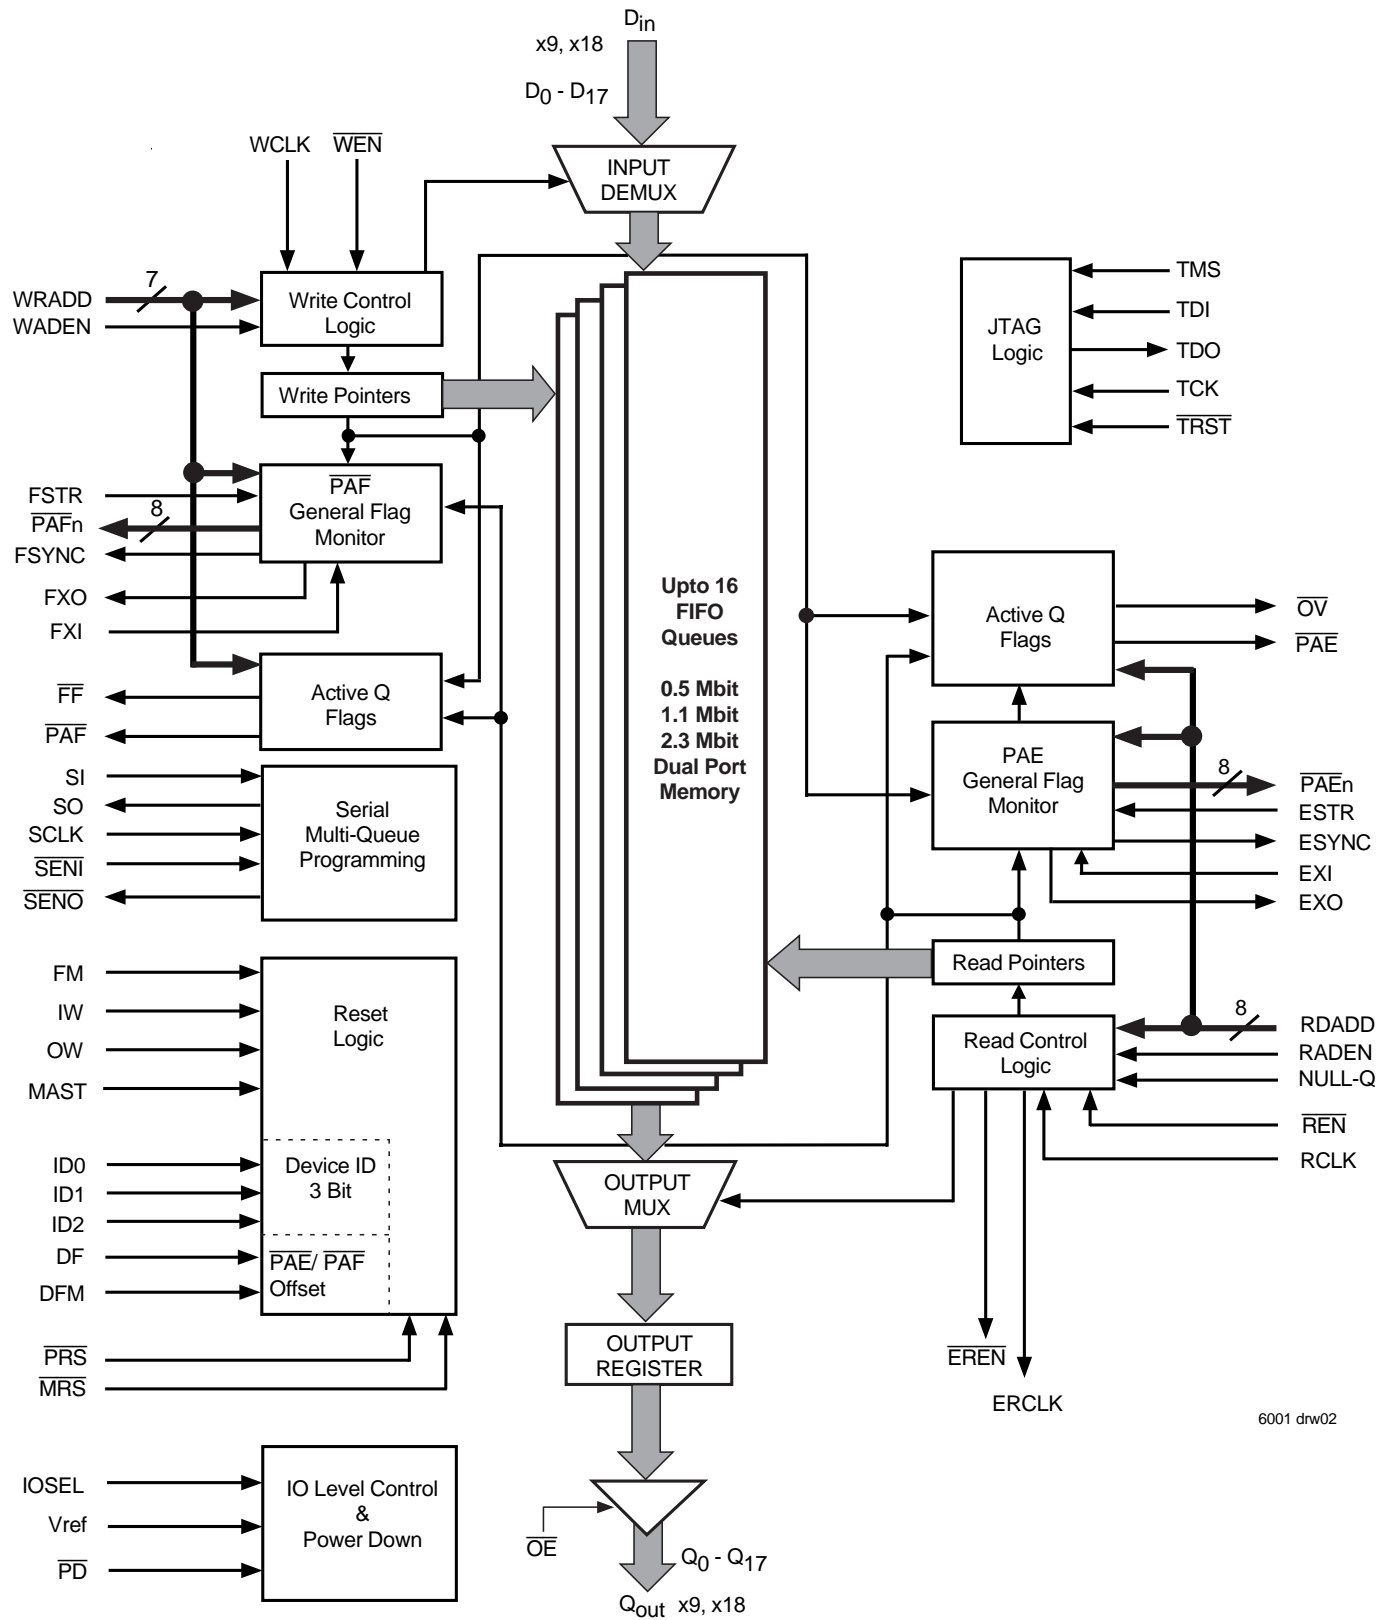 Din
x9, x18
D0 - D17
WCLK
WEN
INPUT
DEMUX
7
WRADD
WADEN
Write Control
Logic
Write Pointers
TMS
TDI
TDO
TCK
TRST
JTAG
Logic
FSTR
PAFn
8
FSYNC
FXO
FXI
PAF
General Flag
Monitor
FF
PAF
Active Q
Flags
Upto 16
FIFO
Queues
0.5 Mbit
1.1 Mbit
2.3 Mbit
Dual Port
Memory
Active Q
Flags
OV
PAE
PAE
General Flag
Monitor
8
PAEn
ESTR
ESYNC
EXI
EXO
SI
SO
SCLK
SENI
SENO
Serial
Multi-Queue
Programming
Read Pointers
Read Control
Logic
8
RDADD
RADEN
NULL-Q
REN
RCLK
FM
IW
OW
MAST
Reset
Logic
ID0
ID1
ID2
Device ID
3 Bit
DF
DFM
PAE/ PAF
Offset
PRS
MRS
OUTPUT
MUX
OUTPUT
REGISTER
EREN
ERCLK
6001 drw02
IOSEL
Vref
PD
IO Level Control
&
Power Down
OE
Q0 - Q17
Qout x9, x18